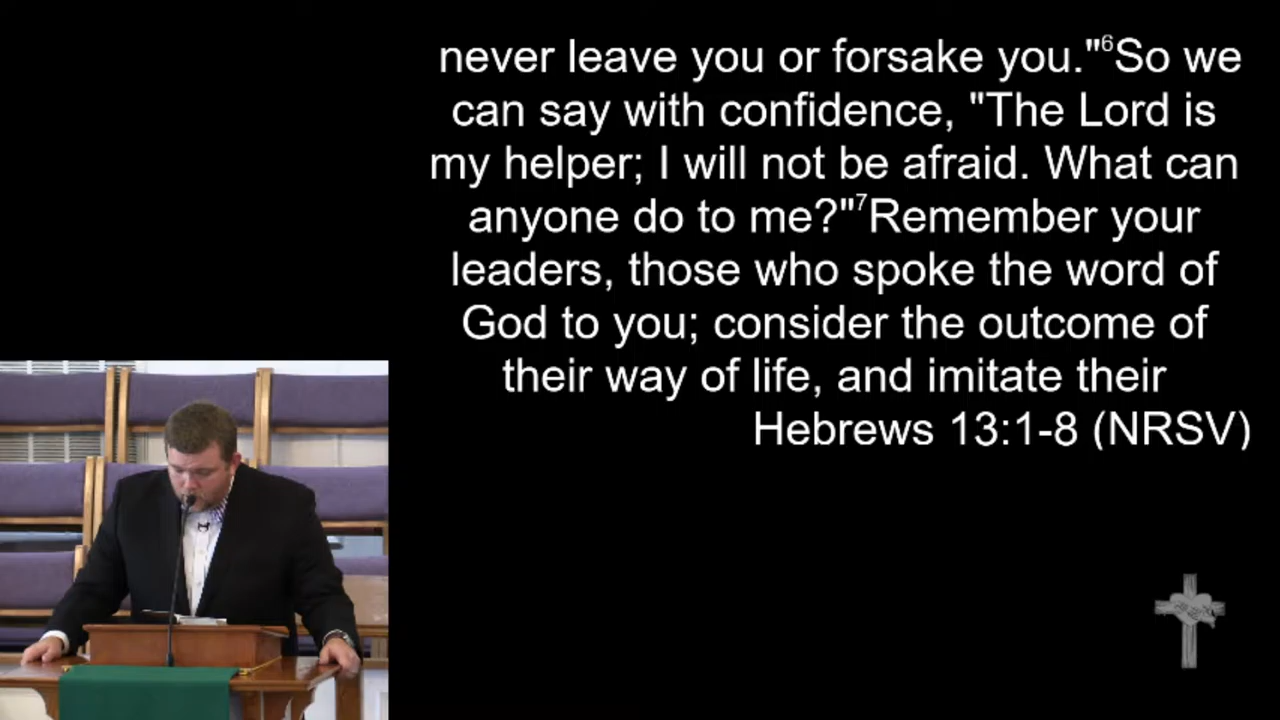 never leave you or forsake you."⁶So we
can say with confidence, "The Lord is
my helper; I will not be afraid. What can
anyone do to me?"⁷Remember your
leaders, those who spoke the word of
God to you; consider the outcome of
their way of life, and imitate their
Hebrews 13:1-8 (NRSV)